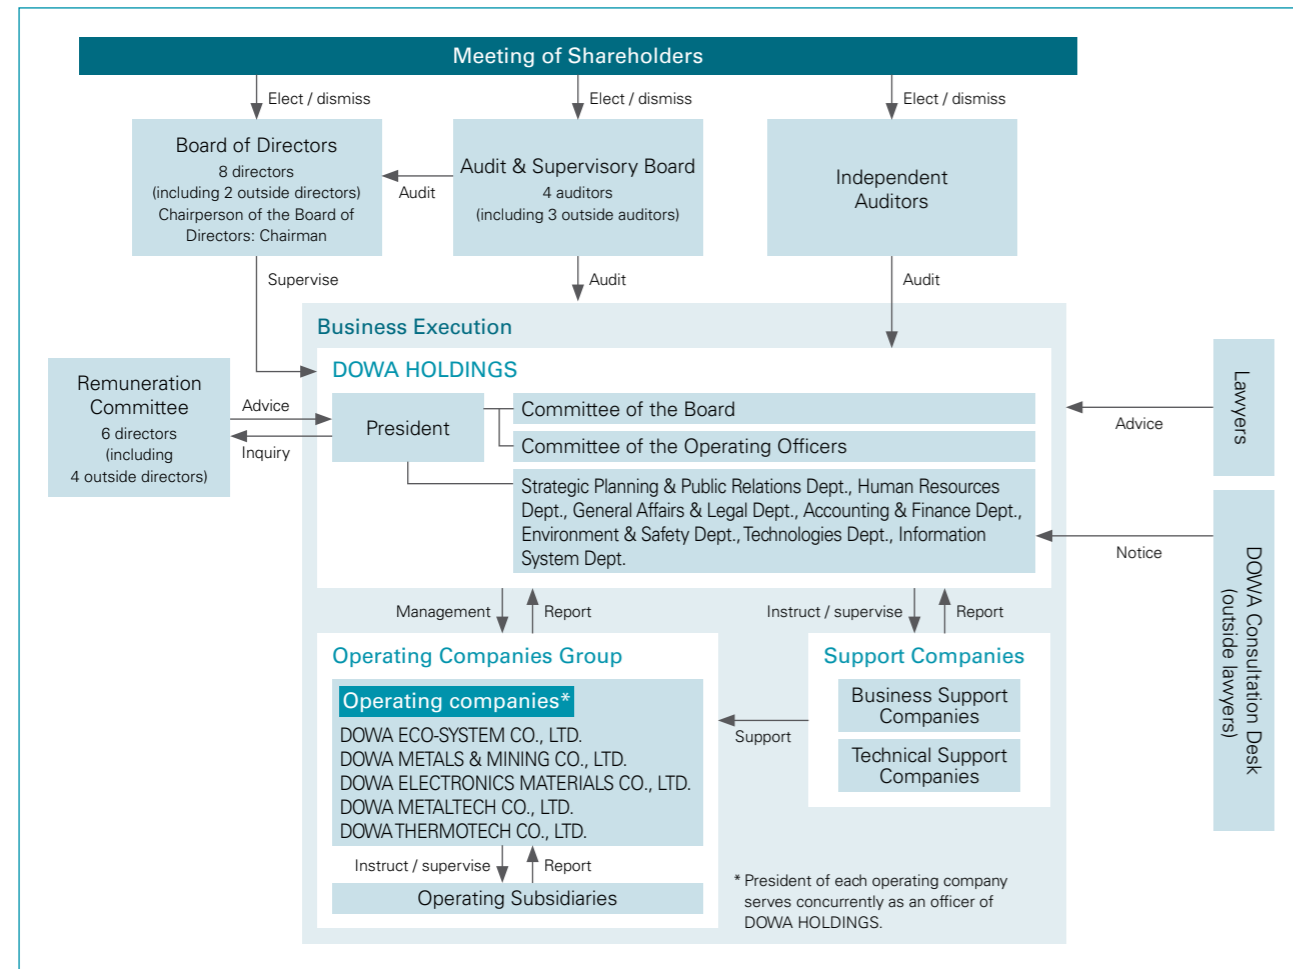 Meeting of Shareholders
Elect / dismiss
Elect / dismiss
Elect / dismiss
Board of Directors
8 directors
(including 2 outside directors)
Chairperson of the Board of
Directors: Chairman
Audit
Audit & Supervisory Board
4 auditors
(including 3 outside auditors)
Independent
Auditors
Supervise
Audit
Audit
Business Execution
DOWA HOLDINGS
Remuneration
Committee
6 directors
(including
4 outside directors)
Advice
Inquiry
President
Committee of the Board
Committee of the Operating Officers
Strategic Planning & Public Relations Dept., Human Resources
Dept., General Affairs & Legal Dept., Accounting & Finance Dept.,
Environment & Safety Dept., Technologies Dept., Information
System Dept.
Advice
Lawyers
Notice
DOWA Consultation Desk
(outside lawyers)
Management
Report
Instruct / supervise
Report
Operating Companies Group
Operating companies*
DOWA ECO-SYSTEM CO., LTD.
DOWA METALS & MINING CO., LTD.
DOWA ELECTRONICS MATERIALS CO., LTD.
DOWA METALTECH CO., LTD.
DOWA THERMOTECH CO., LTD.
Support
Support Companies
Business Support
Companies
Technical Support
Companies
Instruct / supervise
Report
Operating Subsidiaries
* President of each operating company
serves concurrently as an officer of
DOWA HOLDINGS.